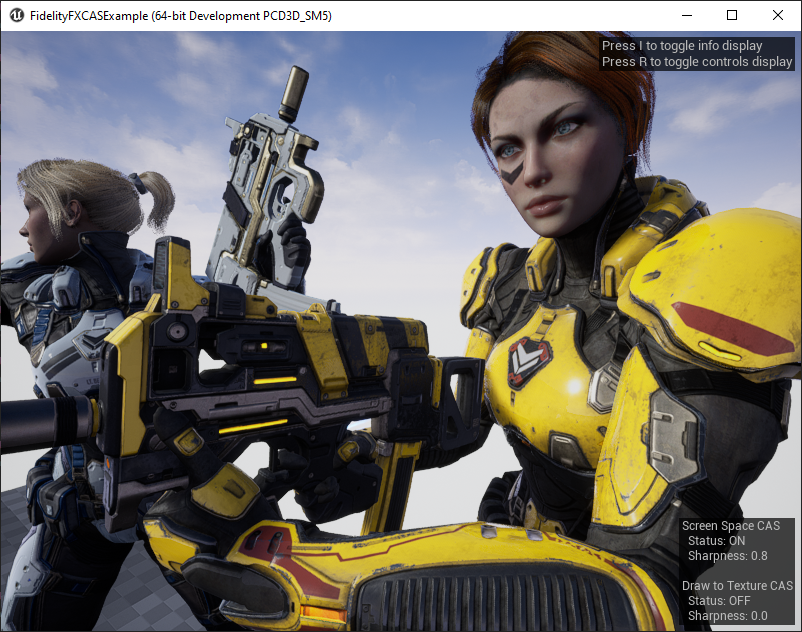 FidelityFXCASExample (64-bit Development PCD3D_SM5)
Press I to toggle info display
Press R to toggle controls display
Screen Space CAS
Status: ON
Sharpness: 0.8
Draw to Texture CAS
Status: OFF
Sharpness: 0.0